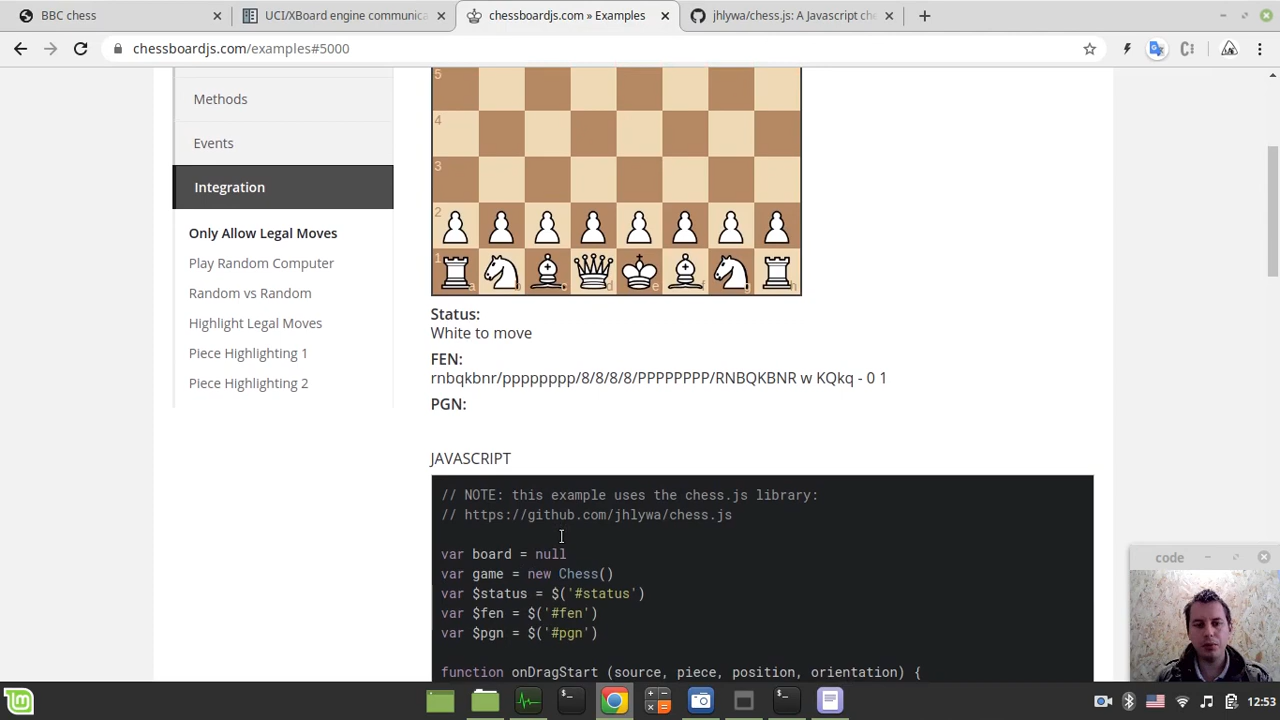 BBC chess
UCI/XBoard engine communica
chessboardjs.com » Examples
jhlywa/chess.js: A Javascript che
chessboardjs.com/examples#5000
Methods
Events
Integration
Only Allow Legal Moves
Play Random Computer
Random vs Random
Highlight Legal Moves
Piece Highlighting 1
Piece Highlighting 2
5
4
3
2
1
a b c d e f g h
Status:
White to move
FEN:
rnbqkbnr/pppppppp/8/8/8/8/PPPPPPPP/RNBQKBNR w KQkq - 0 1
PGN:
JAVASCRIPT
// NOTE: this example uses the chess.js library:
// https://github.com/jhlywa/chess.js
var board = null
var game = new Chess()
var $status = $('#status')
var $fen = $('#fen')
var $pgn = $('#pgn')
function onDragStart (source, piece, position, orientation) {
code
12:53